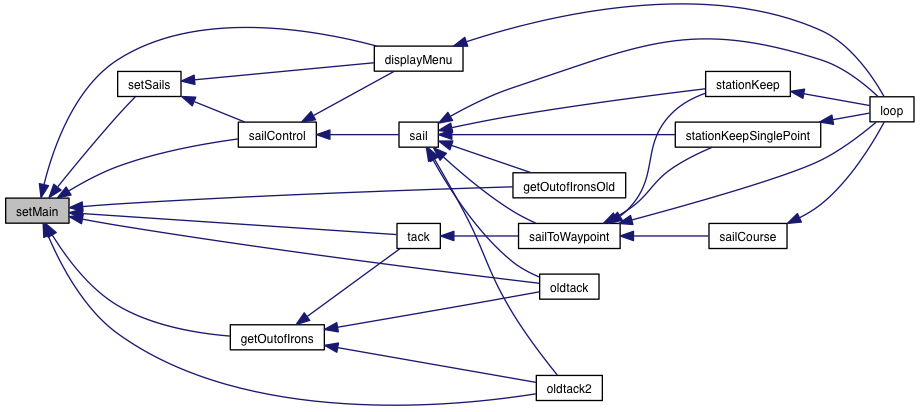 displayMenu
setSails
stationKeep
loop
sailControl
sail
stationKeepSinglePoint
getOutofIronsOld
setMain
tack
sailToWaypoint
sailCourse
oldtack
getOutofIrons
oldtack2